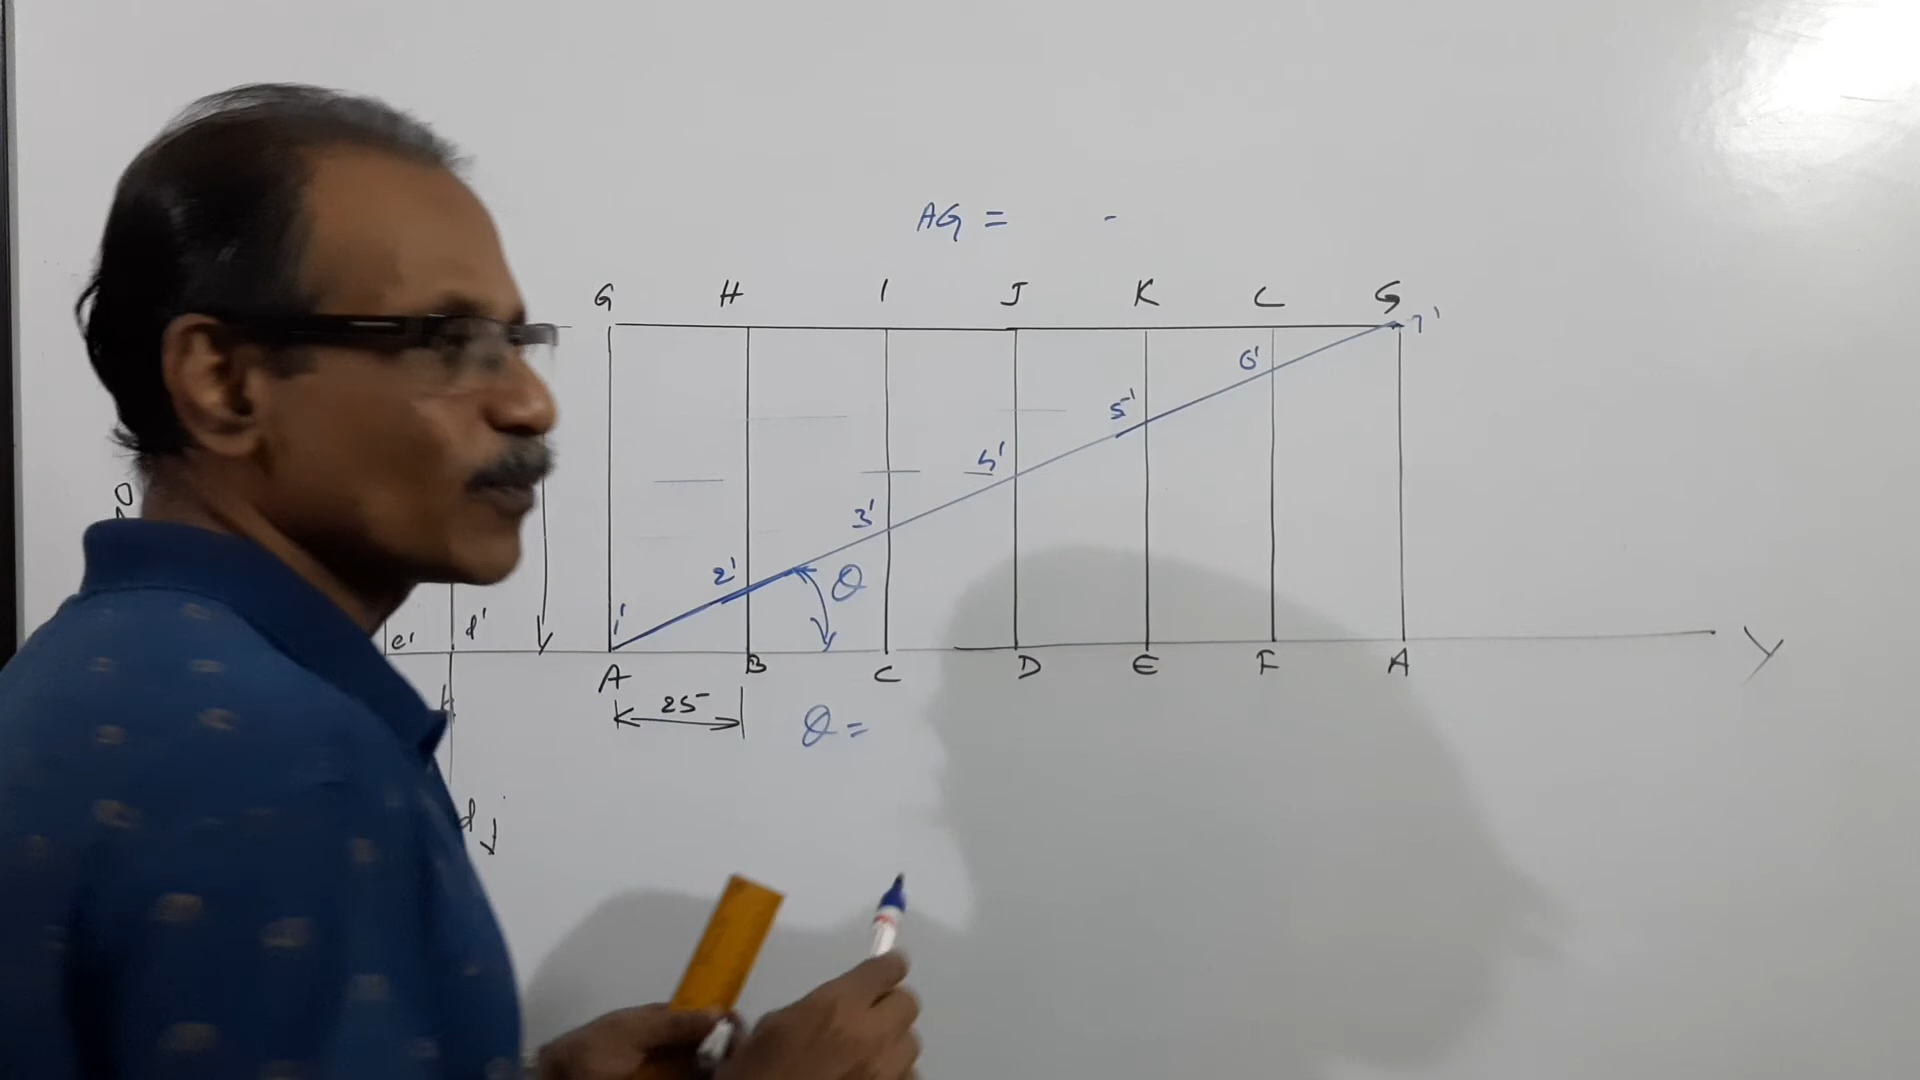 AG = -
G H I J K L G
7'
6'
5'
4'
3'
2'
θ
1'
e' d'
Y
A B C D E F A
25
θ =
d j